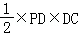 1/2 × PD × DC